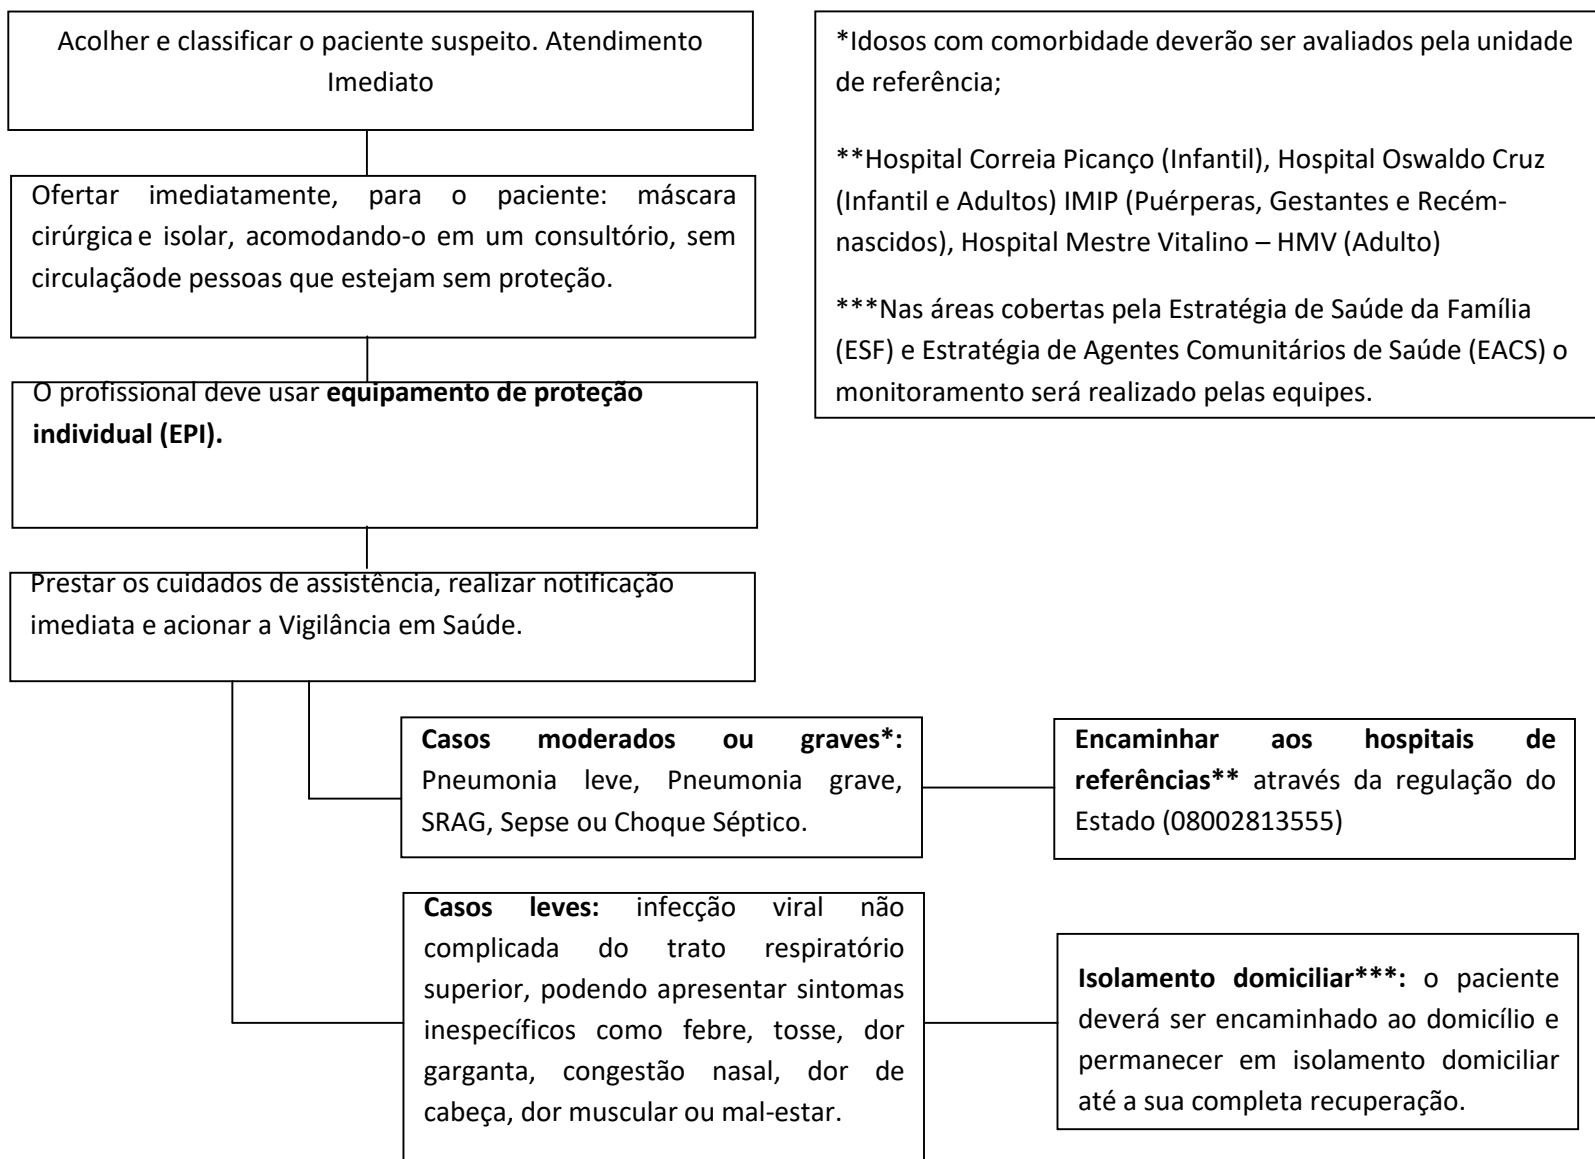 Acolher e classificar o paciente suspeito. Atendimento
Imediato
Ofertar imediatamente, para o paciente: máscara
cirúrgica e isolar, acomodando-o em um consultório, sem
circulaçãode pessoas que estejam sem proteção.
O profissional deve usar equipamento de proteção
individual (EPI).
Prestar os cuidados de assistência, realizar notificação
imediata e acionar a Vigilância em Saúde.
*Idosos com comorbidade deverão ser avaliados pela unidade
de referência;
**Hospital Correia Picanço (Infantil), Hospital Oswaldo Cruz
(Infantil e Adultos) IMIP (Puérperas, Gestantes e Recém-
nascidos), Hospital Mestre Vitalino – HMV (Adulto)
***Nas áreas cobertas pela Estratégia de Saúde da Família
(ESF) e Estratégia de Agentes Comunitários de Saúde (EACS) o
monitoramento será realizado pelas equipes.
Casos moderados ou graves*:
Pneumonia leve, Pneumonia grave,
SRAG, Sepse ou Choque Séptico.
Encaminhar aos hospitais de
referências** através da regulação do
Estado (08002813555)
Casos leves: infecção viral não
complicada do trato respiratório
superior, podendo apresentar sintomas
inespecíficos como febre, tosse, dor
garganta, congestão nasal, dor de
cabeça, dor muscular ou mal-estar.
Isolamento domiciliar***: o paciente
deverá ser encaminhado ao domicílio e
permanecer em isolamento domiciliar
até a sua completa recuperação.